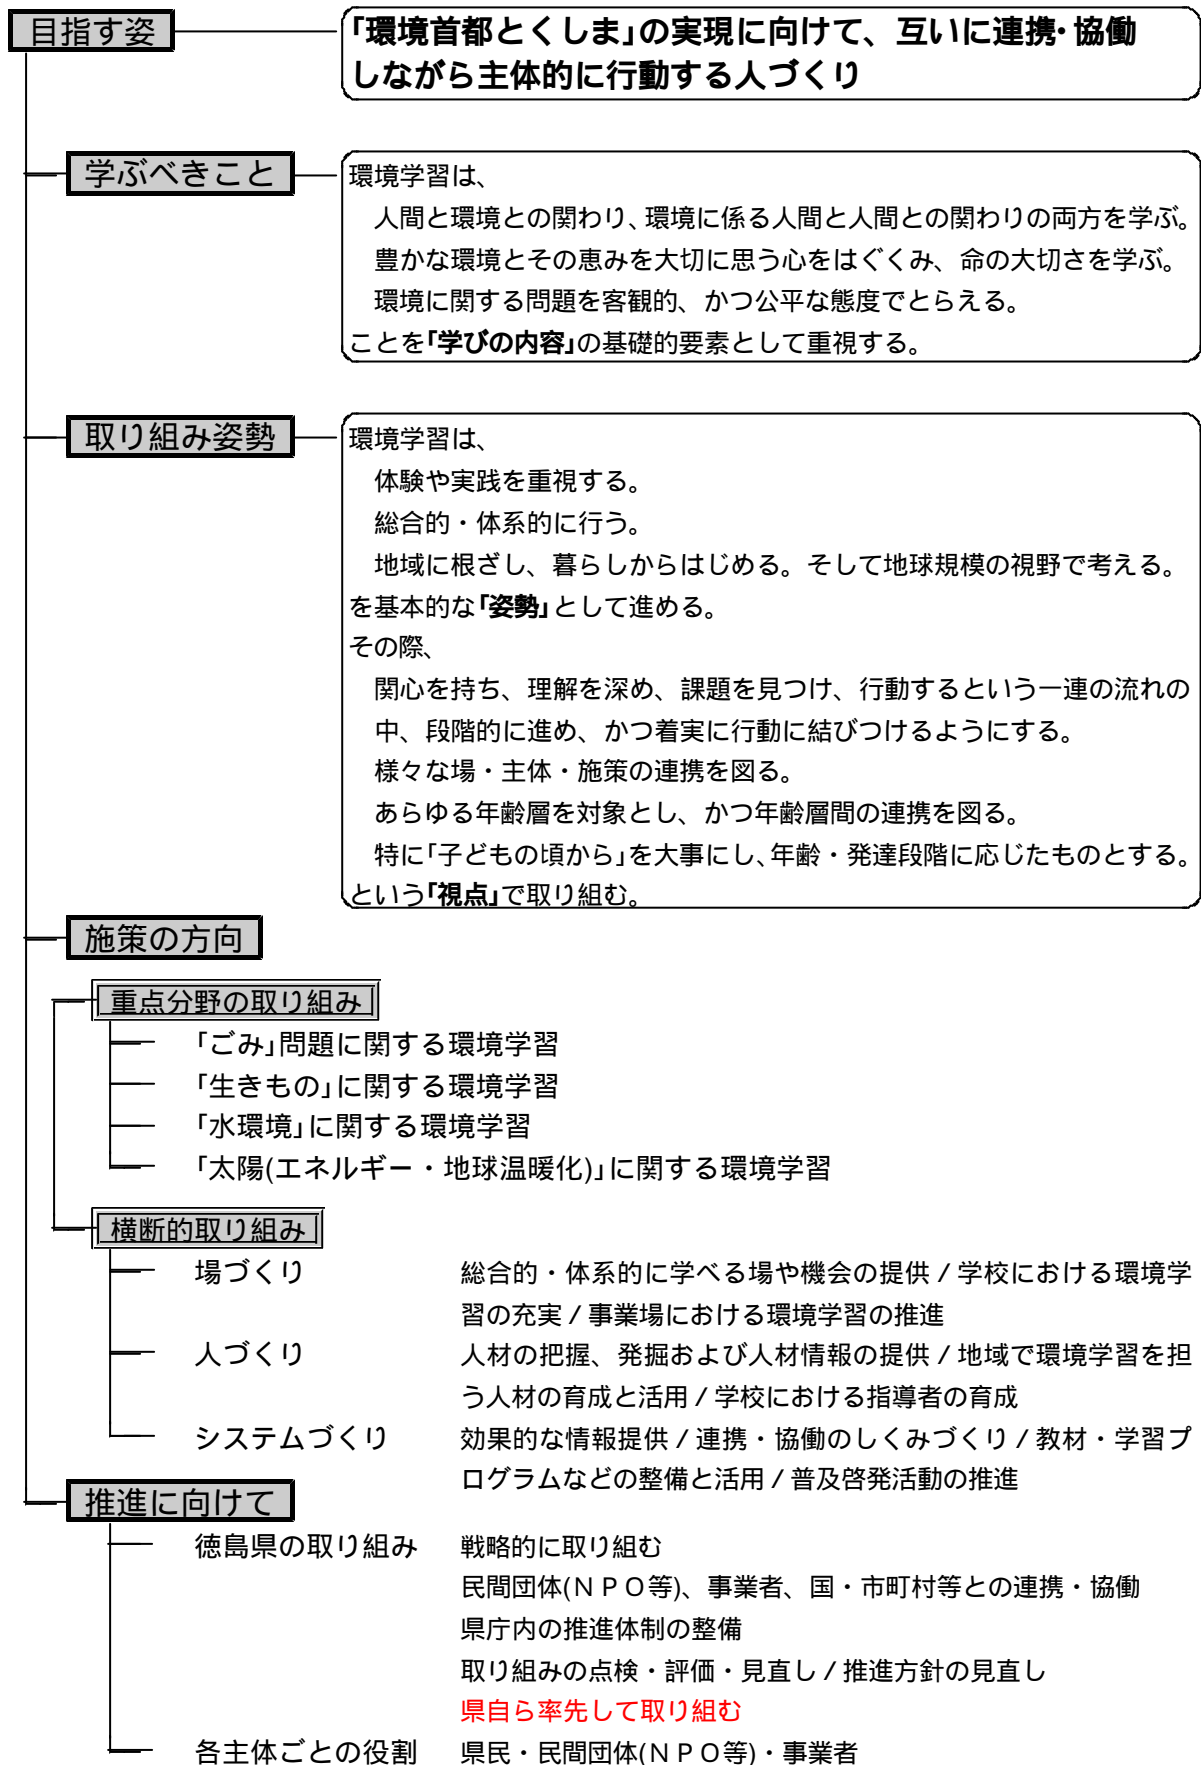 目指す姿
「環境首都とくしま」の実現に向けて、互いに連携・協働
しながら主体的に行動する人づくり
学ぶべきこと
環境学習は、
人間と環境との関わり、環境に係る人間と人間との関わりの両方を学ぶ。
豊かな環境とその恵みを大切に思う心をはぐくみ、命の大切さを学ぶ。
環境に関する問題を客観的、かつ公平な態度でとらえる。
ことを「学びの内容」の基礎的要素として重視する。
取り組み姿勢
環境学習は、
体験や実践を重視する。
総合的・体系的に行う。
地域に根ざし、暮らしからはじめる。そして地球規模の視野で考える。
を基本的な「姿勢」として進める。
その際、
関心を持ち、理解を深め、課題を見つけ、行動するという一連の流れの
中、段階的に進め、かつ着実に行動に結びつけるようにする。
様々な場・主体・施策の連携を図る。
あらゆる年齢層を対象とし、かつ年齢層間の連携を図る。
特に「子どもの頃から」を大事にし、年齢・発達段階に応じたものとする。
という「視点」で取り組む。
施策の方向
重点分野の取り組み
「ごみ」問題に関する環境学習
「生きもの」に関する環境学習
「水環境」に関する環境学習
「太陽(エネルギー・地球温暖化)」に関する環境学習
横断的取り組み
場づくり 総合的・体系的に学べる場や機会の提供 / 学校における環境学
習の充実 / 事業場における環境学習の推進
人づくり 人材の把握、発掘および人材情報の提供 / 地域で環境学習を担
う人材の育成と活用 / 学校における指導者の育成
システムづくり 効果的な情報提供 / 連携・協働のしくみづくり / 教材・学習プ
ログラムなどの整備と活用 / 普及啓発活動の推進
推進に向けて
徳島県の取り組み 戦略的に取り組む
民間団体(ＮＰＯ等)、事業者、国・市町村等との連携・協働
県庁内の推進体制の整備
取り組みの点検・評価・見直し / 推進方針の見直し
県自ら率先して取り組む
各主体ごとの役割 県民・民間団体(ＮＰＯ等)・事業者